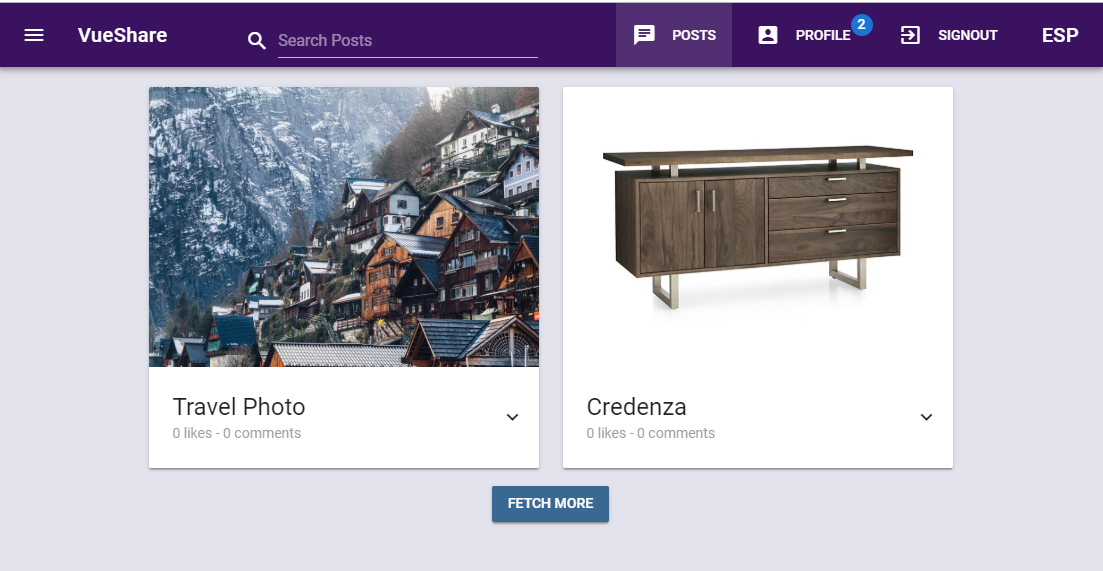 VueShare
Search Posts
POSTS
PROFILE
2
SIGNOUT
ESP
Travel Photo
0 likes - 0 comments
Credenza
0 likes - 0 comments
FETCH MORE